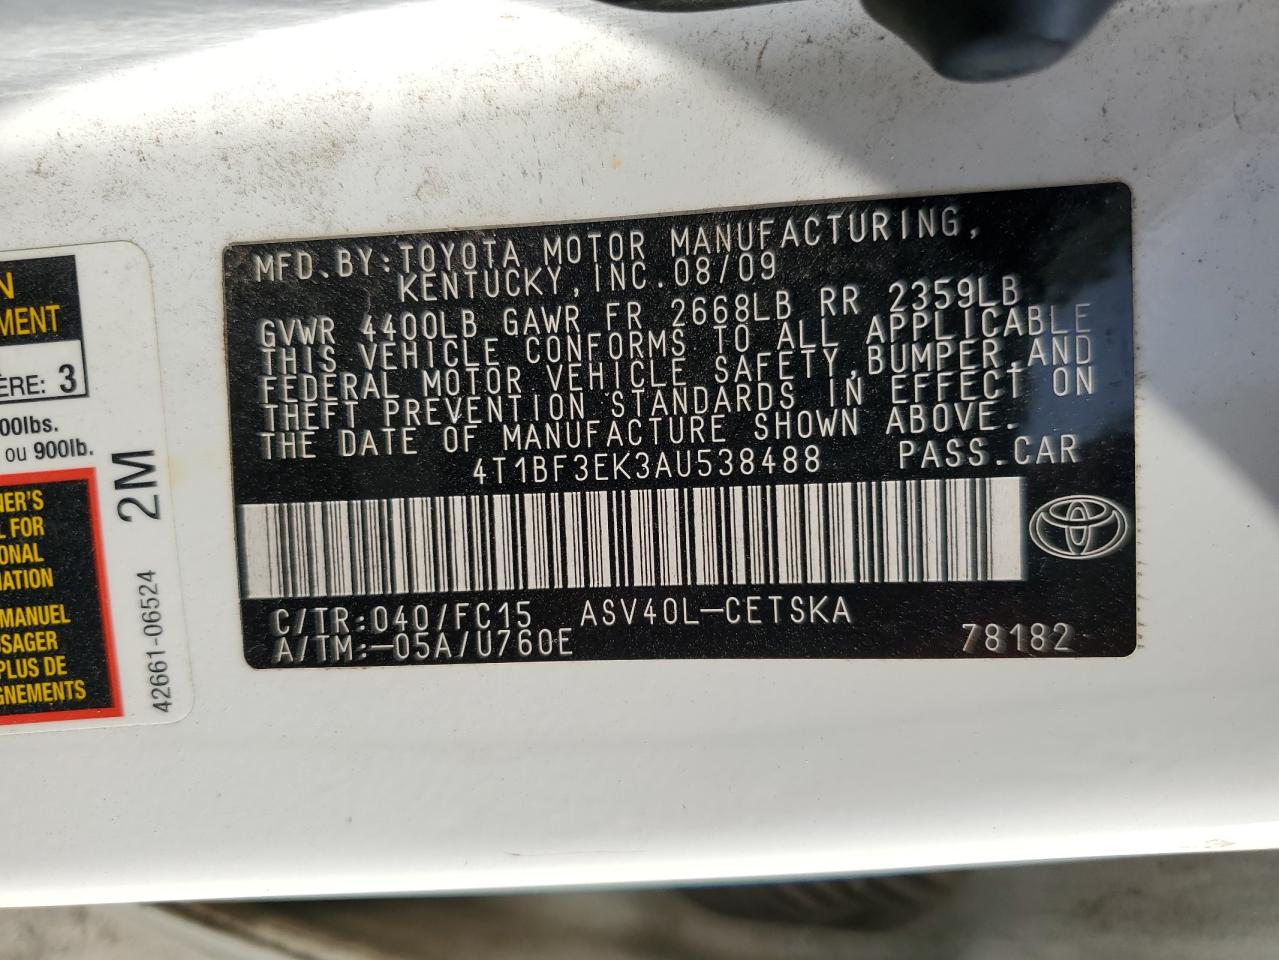 MFD.BY:TOYOTA MOTOR MANUFACTURING,
KENTUCKY,INC.08/09
GVWR 4400LB GAWR FR 2668LB RR 2359LB
THIS VEHICLE CONFORMS TO ALL APPLICABLE
FEDERAL MOTOR VEHICLE SAFETY,BUMPER,AND
THEFT PREVENTION STANDARDS IN EFFECT ON
THE DATE OF MANUFACTURE SHOWN ABOVE.
4T1BF3EK3AU538488 PASS.CAR
C/TR:040/FC15 ASV40L-CETSKA
A/TM:-05A/U760E 78182
N
MENT
ÈRE: 3
00lbs.
ou 900lb.
NER'S
L FOR
ONAL
MATION
MANUEL
SAGER
PLUS DE
GNEMENTS
2M
42661-06524